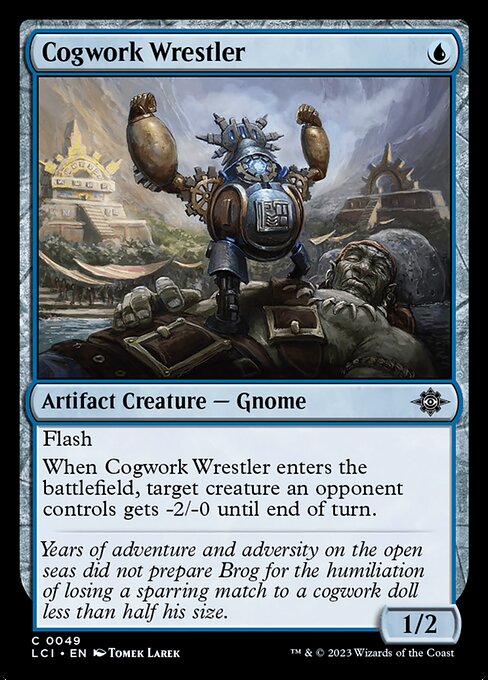 Cogwork Wrestler
Artifact Creature — Gnome
Flash
When Cogwork Wrestler enters the
battlefield, target creature an opponent
controls gets -2/-0 until end of turn.
Years of adventure and adversity on the open
seas did not prepare Brog for the humiliation
of losing a sparring match to a cogwork doll
less than half his size.
1/2
C 0049
LCI • EN Tomek Larek
™ & © 2023 Wizards of the Coast